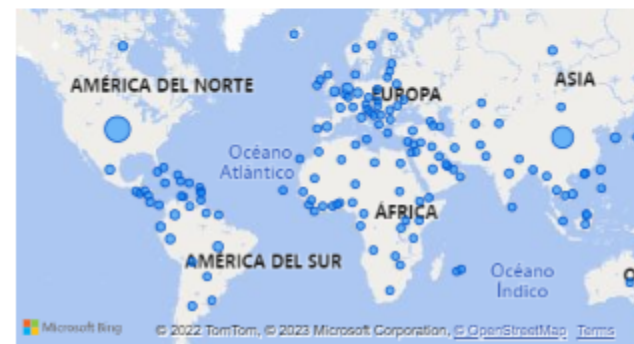 AMÉRICA DEL NORTE
EUROPA
ASIA
Océano
Atlántico
ÁFRICA
AMÉRICA DEL SUR
Océano
Índico
O
Microsoft Bing
© 2022 TomTom, © 2023 Microsoft Corporation, © OpenStreetMap Terms